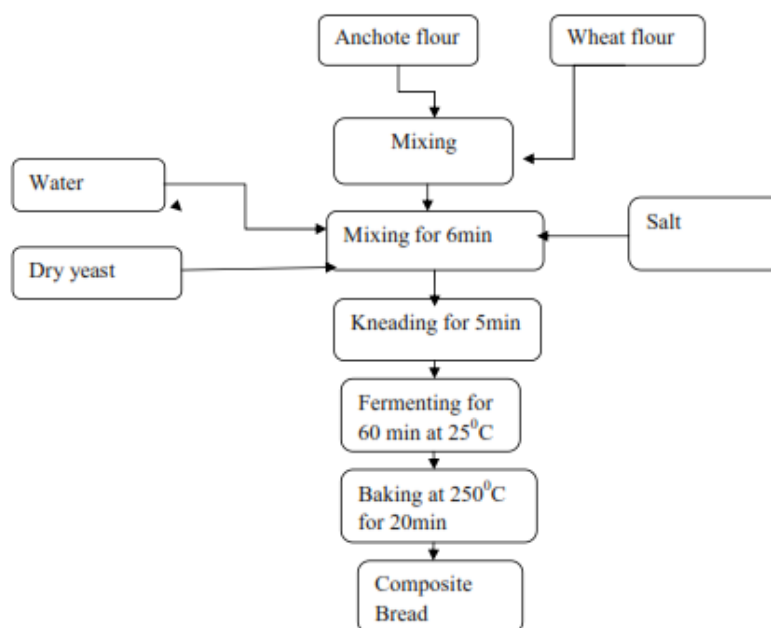 Anchote flour
Wheat flour
Mixing
Water
Mixing for 6min
Salt
Dry yeast
Kneading for 5min
Fermenting for
60 min at 25⁰C
Baking at 250⁰C
for 20min
Composite
Bread